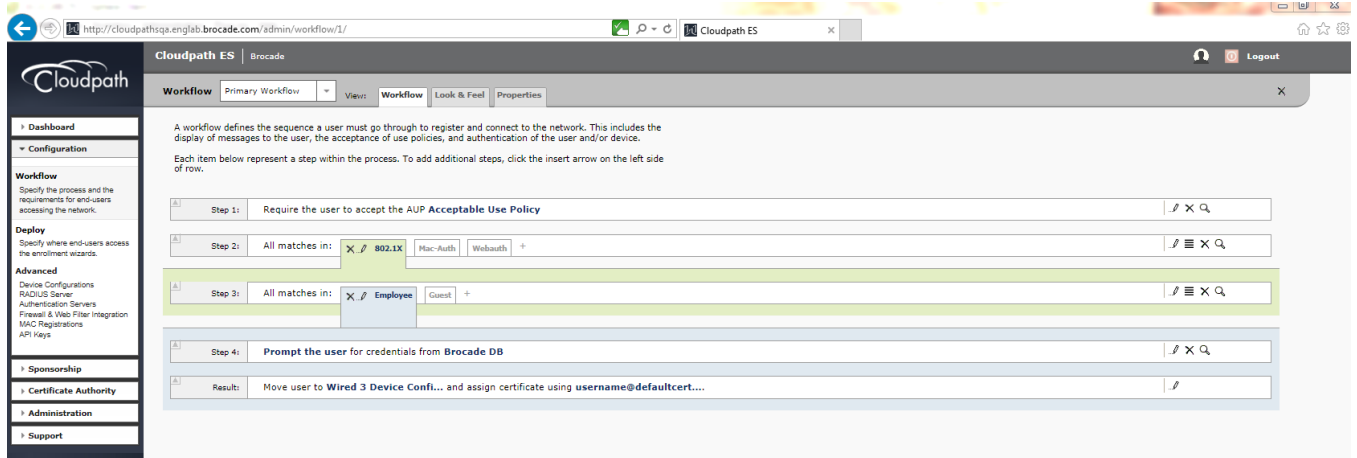 http://cloudpathsqa.englab.brocade.com/admin/workflow/1/
Cloudpath ES
Cloudpath
Cloudpath ES | Brocade
Logout
Workflow Primary Workflow View: Workflow Look & Feel Properties
Dashboard
Configuration
Workflow
Specify the process and the
requirements for end-users
accessing the network.
Deploy
Specify where end-users access
the enrollment wizards.
Advanced
Device Configurations
RADIUS Server
Authentication Servers
Firewall & Web Filter Integration
MAC Registrations
API Keys
Sponsorship
Certificate Authority
Administration
Support
A workflow defines the sequence a user must go through to register and connect to the network. This includes the
display of messages to the user, the acceptance of use policies, and authentication of the user and/or device.
Each item below represent a step within the process. To add additional steps, click the insert arrow on the left side
of row.
Step 1: Require the user to accept the AUP Acceptable Use Policy
Step 2: All matches in: 802.1X Mac-Auth Webauth +
Step 3: All matches in: Employee Guest +
Step 4: Prompt the user for credentials from Brocade DB
Result: Move user to Wired 3 Device Confi... and assign certificate using username@defaultcert....